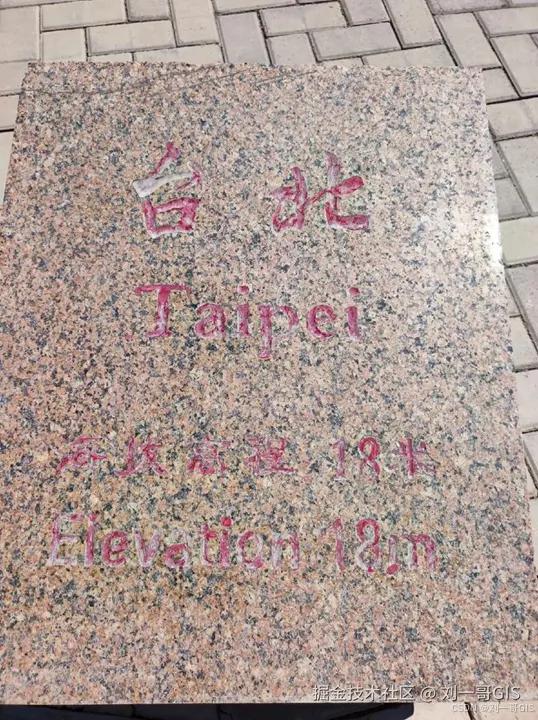 台北
Taipei
海拔高程 18米
Elevation 18m
掘金技术社区 @ 刘一哥GIS
CSDN @刘一哥GIS